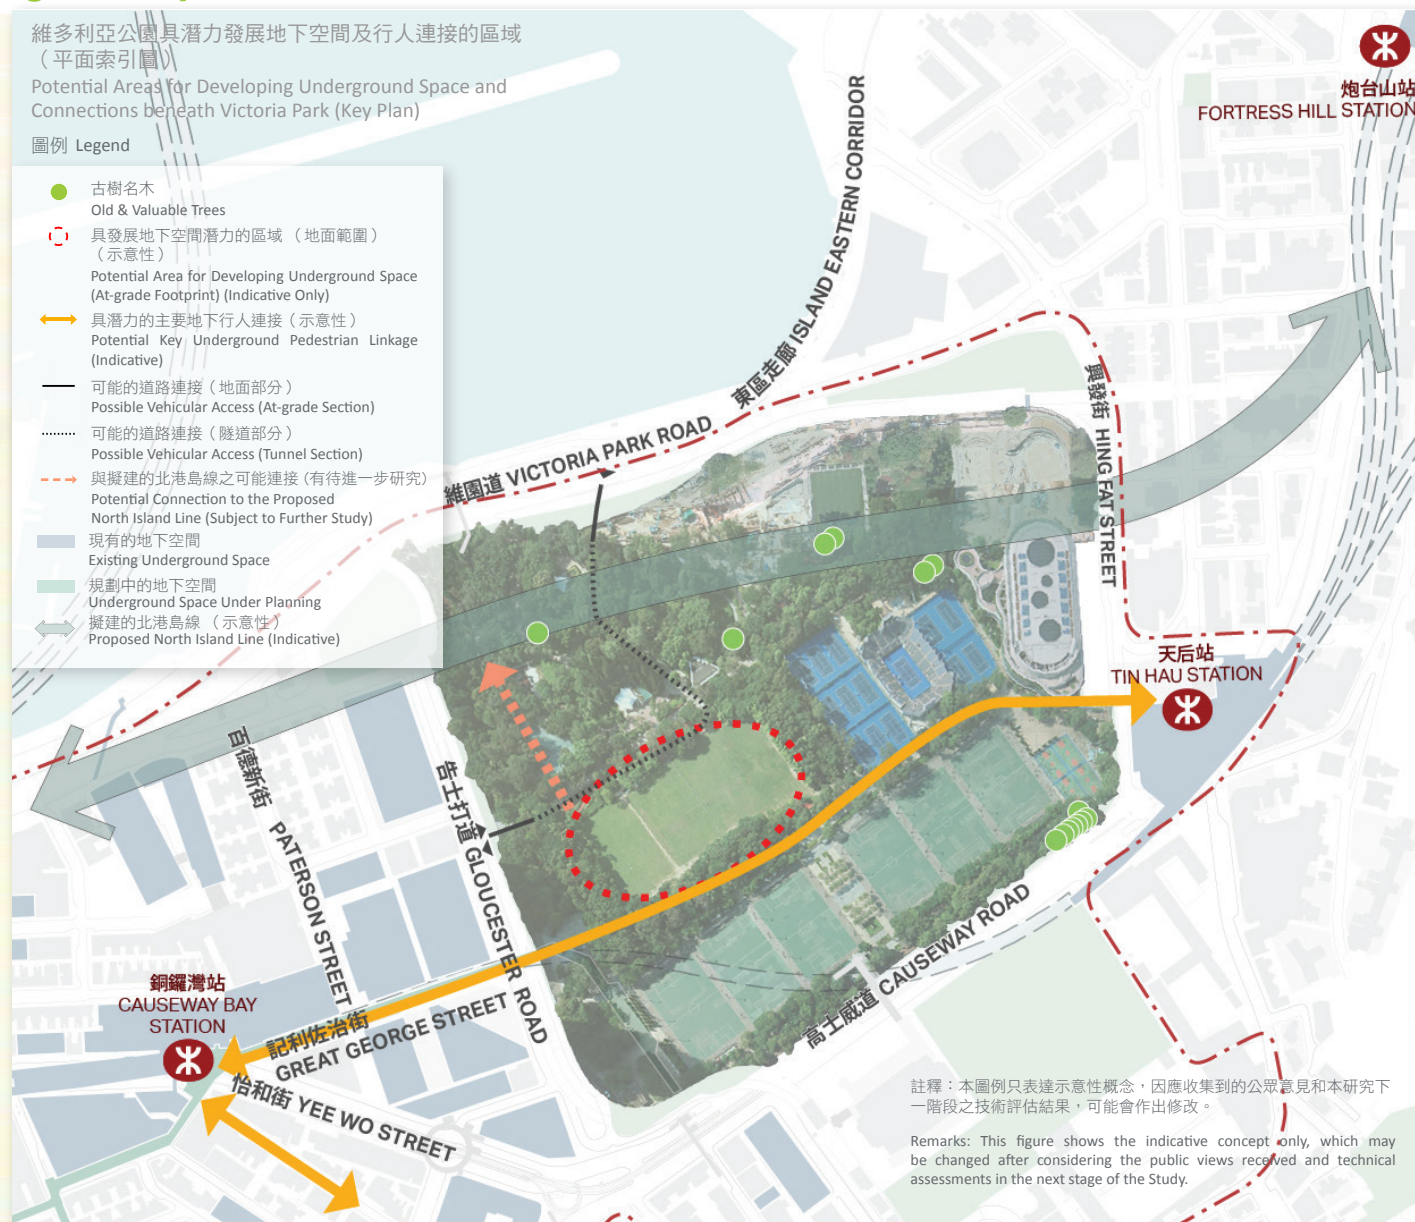 維多利亞公園具潛力發展地下空間及行人連接的區域
（平面索引圖）
Potential Areas for Developing Underground Space and
Connections beneath Victoria Park (Key Plan)
圖例 Legend
古樹名木
Old & Valuable Trees
具發展地下空間潛力的區域 （地面範圍）
（示意性）
Potential Area for Developing Underground Space
(At-grade Footprint) (Indicative Only)
具潛力的主要地下行人連接（示意性）
Potential Key Underground Pedestrian Linkage
(Indicative)
可能的道路連接（地面部分）
Possible Vehicular Access (At-grade Section)
可能的道路連接（隧道部分）
Possible Vehicular Access (Tunnel Section)
與擬建的北港島線之可能連接 (有待進一步研究)
Potential Connection to the Proposed
North Island Line (Subject to Further Study)
現有的地下空間
Existing Underground Space
規劃中的地下空間
Underground Space Under Planning
擬建的北港島線 （示意性）
Proposed North Island Line (Indicative)
炮台山站
FORTRESS HILL STATION
東區走廊 ISLAND EASTERN CORRIDOR
維園道 VICTORIA PARK ROAD
興發街 HING FAT STREET
天后站
TIN HAU STATION
百德新街 PATERSON STREET
告士打道 GLOUCESTER ROAD
高士威道 CAUSEWAY ROAD
銅鑼灣站
CAUSEWAY BAY
STATION
記利佐治街
GREAT GEORGE STREET
怡和街 YEE WO STREET
註釋：本圖例只表達示意性概念，因應收集到的公眾意見和本研究下
一階段之技術評估結果，可能會作出修改。
Remarks: This figure shows the indicative concept only, which may
be changed after considering the public views received and technical
assessments in the next stage of the Study.